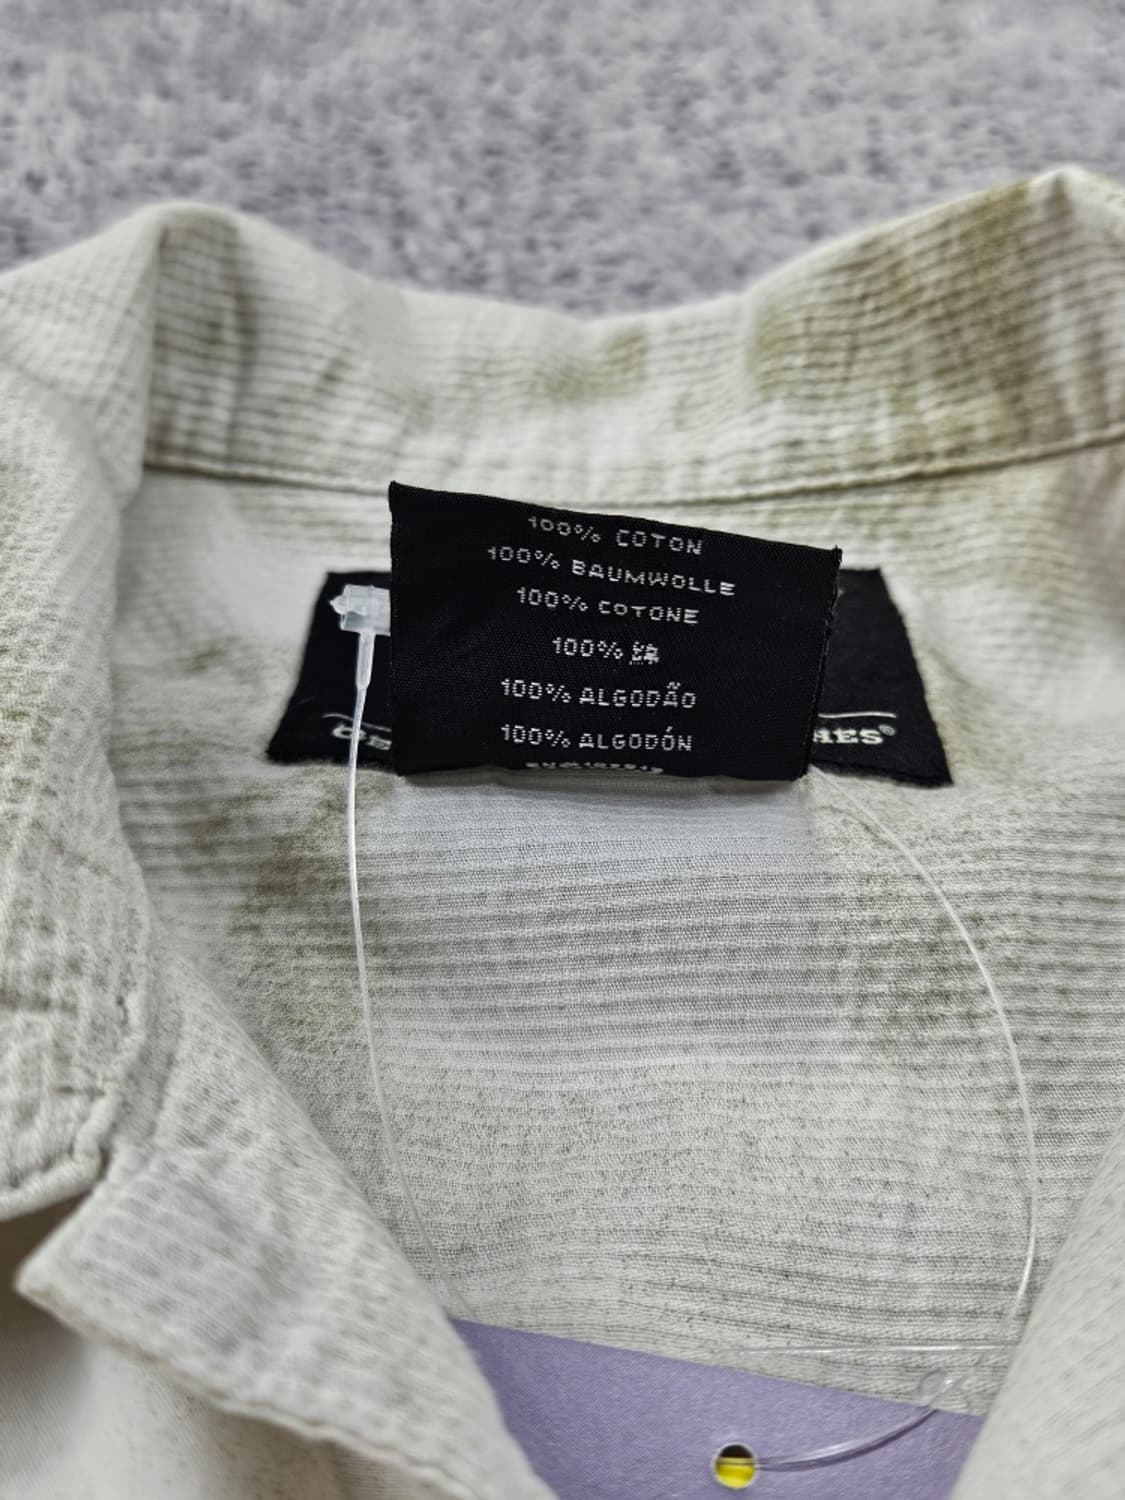 100% COTON
100% BAUMWOLLE
100% COTONE
100% 綿
100% ALGODÃO
100% ALGODÓN